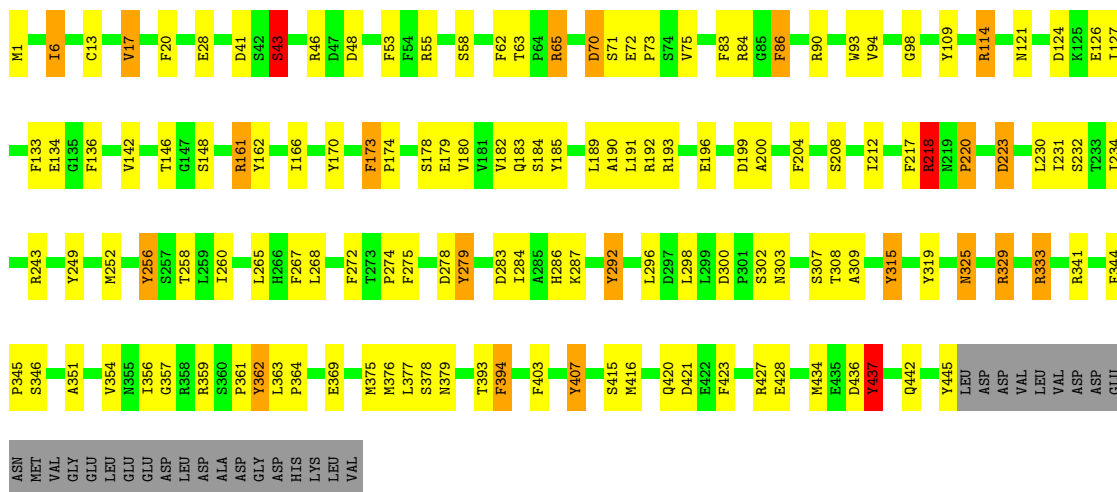 M1 I6 C13 V17 F20 E28 D41 S42 S43 R46 D47 D48 F53 F54 R55 S58 F62 T63 P64 R65 D70 S71 E72 P73 S74 V75 F83 R84 G85 F86 R90 W93 V94 G98 Y109 R114 N121 D124 K125 E126
F133 E134 G135 F136 V142 T146 G147 S148 R161 Y162 I166 Y170 F173 P174 S178 E179 V180 V181 V182 Q183 S184 Y185 L189 A190 L191 R192 R193 E196 D199 A200 F204 S208 I212 F217 R218 N219 P220 D223 L230 I231 S232 T233
R243 Y249 M252 Y256 S257 T258 L259 I260 L265 H266 F267 L268 F272 T273 P274 F275 D278 Y279 D283 I284 A285 H286 K287 Y292 L296 D297 L298 L299 D300 P301 S302 N303 S307 T308 A309 Y315 Y319 N325 R329 R333 R341
P345 S346 A351 V354 N355 I356 G357 R358 R359 S360 P361 Y362 L363 P364 E369 M375 M376 L377 S378 N379 T393 F394 F403 Y407 S415 M416 Q420 D421 E422 F423 R427 E428 M434 E435 D436 Y437 Q442 Y445 LEU ASP ASP VAL LEU VAL ASP ASP GLU
ASN MET VAL GLY GLU LEU GLU GLU ASP LEU ASP ALA ASP GLY ASP HIS LYS LEU VAL